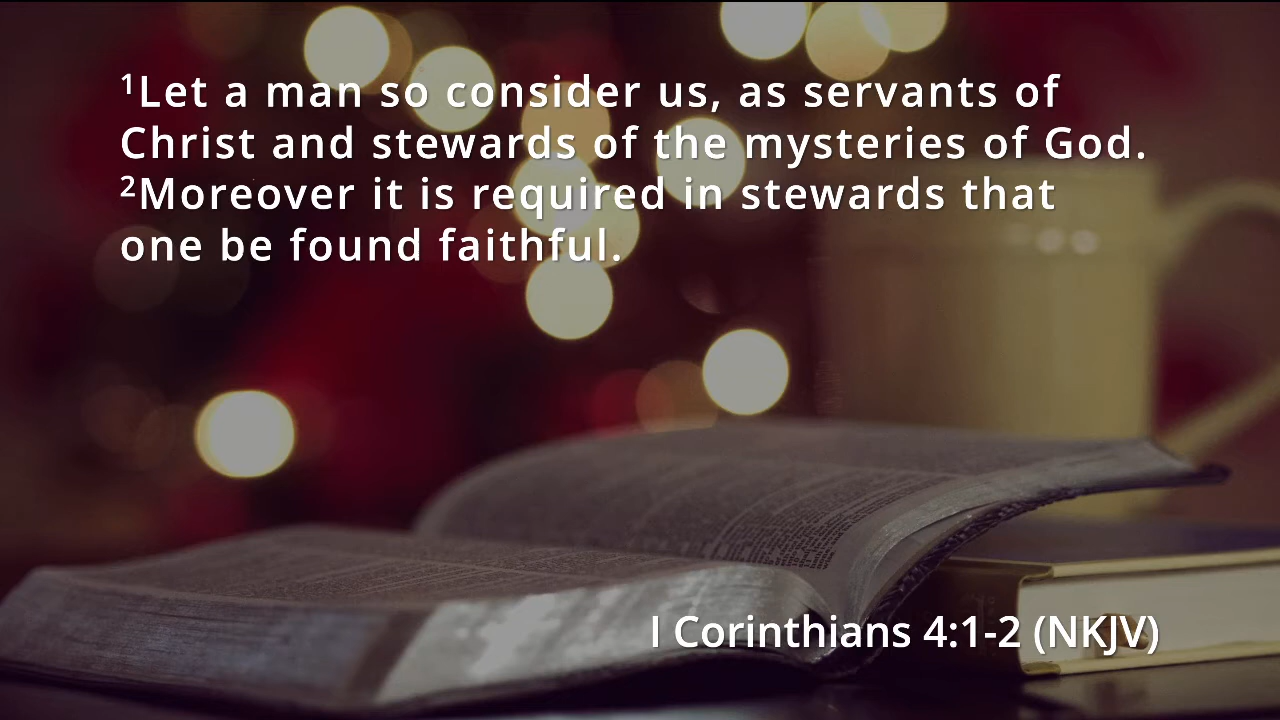 ¹Let a man so consider us, as servants of
Christ and stewards of the mysteries of God.
²Moreover it is required in stewards that
one be found faithful.
I Corinthians 4:1-2 (NKJV)